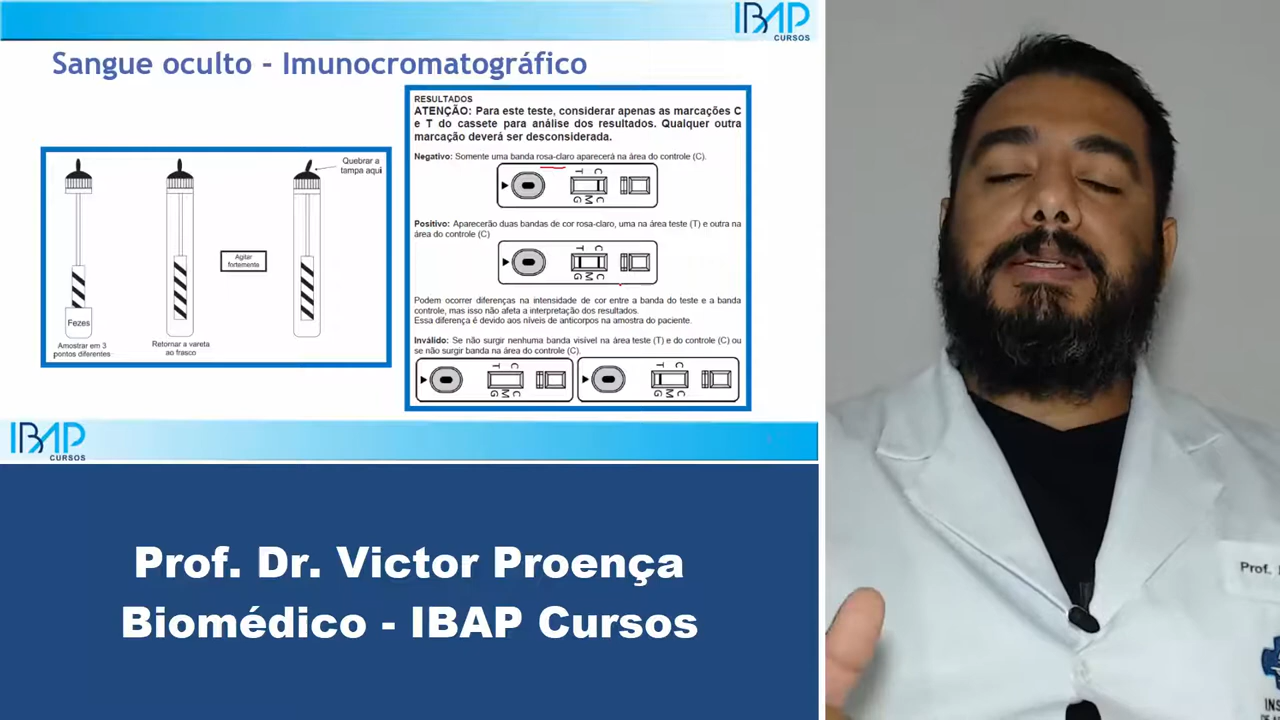 IBAP
CURSOS
Sangue oculto - Imunocromatográfico
Quebrar a
tampa aqui
Agitar
fortemente
Fezes
Amostrar em 3
pontos diferentes
Retornar a vareta
ao frasco
RESULTADOS
ATENÇÃO: Para este teste, considerar apenas as marcações C
e T do cassete para análise dos resultados. Qualquer outra
marcação deverá ser desconsiderada.
Negativo: Somente uma banda rosa-claro aparecerá na área do controle (C).
T C
G M C
Positivo: Aparecerão duas bandas de cor rosa-claro, uma na área teste (T) e outra na
área do controle (C)
T C
G M C
Podem ocorrer diferenças na intensidade de cor entre a banda do teste e a banda
controle, mas isso não afeta a interpretação dos resultados.
Essa diferença é devido aos níveis de anticorpos na amostra do paciente.
Inválido: Se não surgir nenhuma banda visível na área teste (T) e do controle (C) ou
se não surgir banda na área do controle (C).
T C
G M C
T C
G M C
IBAP
CURSOS
Prof. Dr. Victor Proença
Biomédico - IBAP Cursos
Prof.
INS